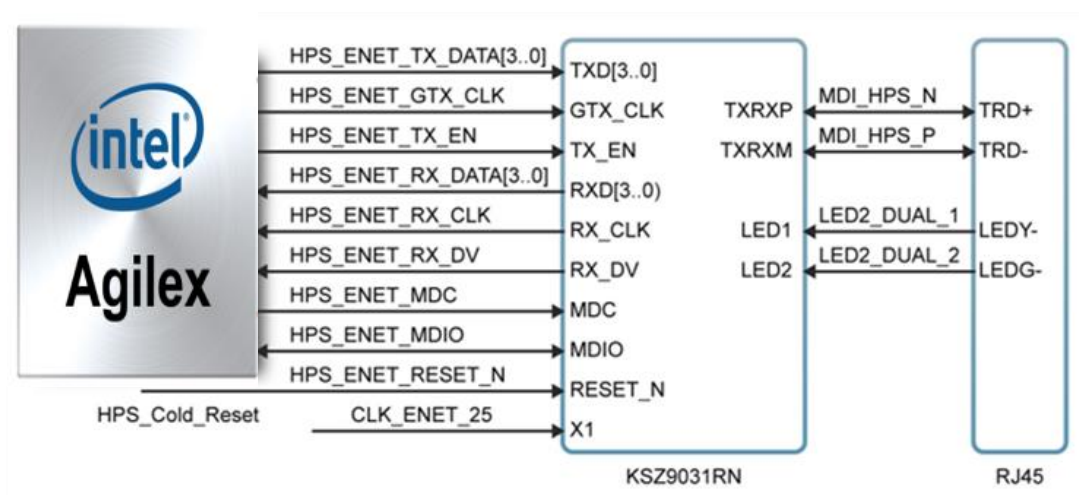 HPS_ENET_TX_DATA[3..0]
TXD[3..0]
HPS_ENET_GTX_CLK
GTX_CLK
TXRXP
MDI_HPS_N
TRD+
HPS_ENET_TX_EN
TX_EN
TXRXM
MDI_HPS_P
TRD-
HPS_ENET_RX_DATA[3..0]
RXD[3..0)
HPS_ENET_RX_CLK
RX_CLK
LED1
LED2_DUAL_1
LEDY-
HPS_ENET_RX_DV
RX_DV
LED2
LED2_DUAL_2
LEDG-
HPS_ENET_MDC
MDC
HPS_ENET_MDIO
MDIO
HPS_ENET_RESET_N
RESET_N
HPS_Cold_Reset
CLK_ENET_25
X1
intel
Agilex
KSZ9031RN
RJ45